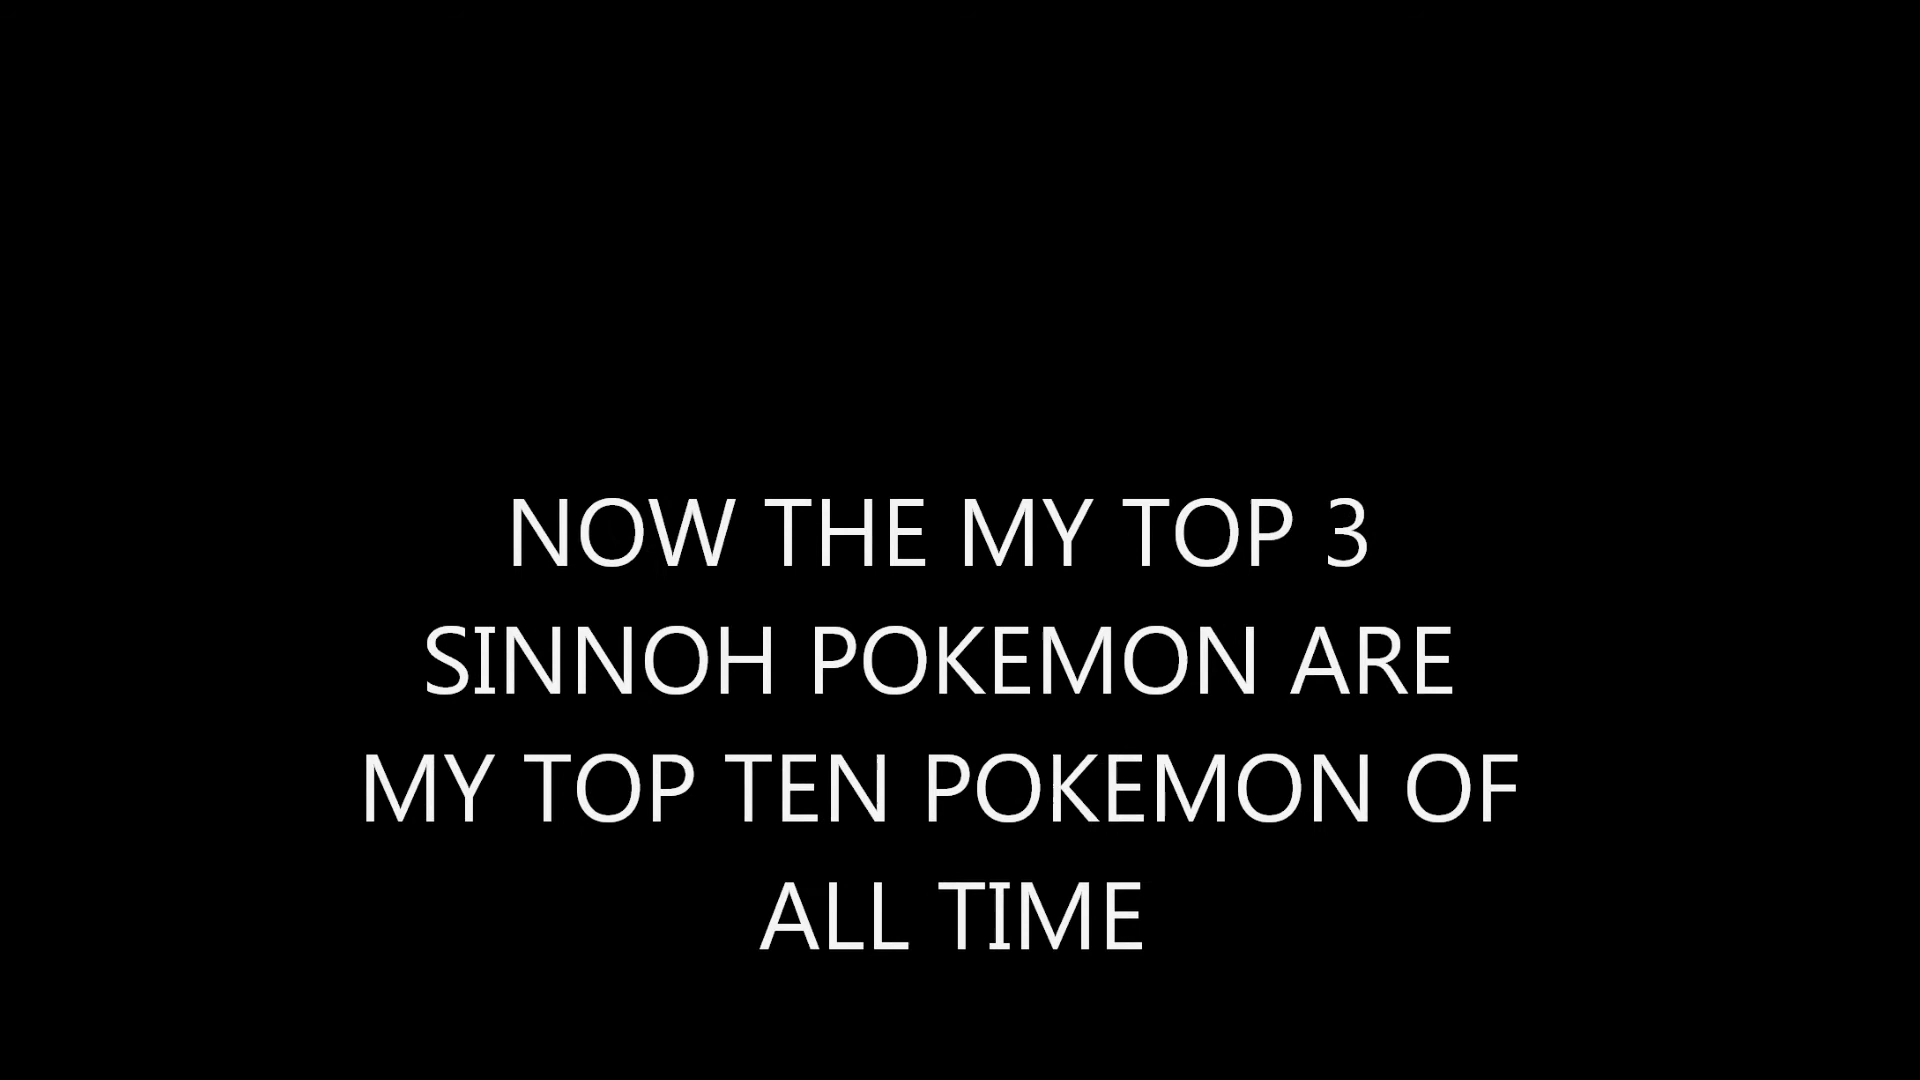 NOW THE MY TOP 3
SINNOH POKEMON ARE
MY TOP TEN POKEMON OF
ALL TIME